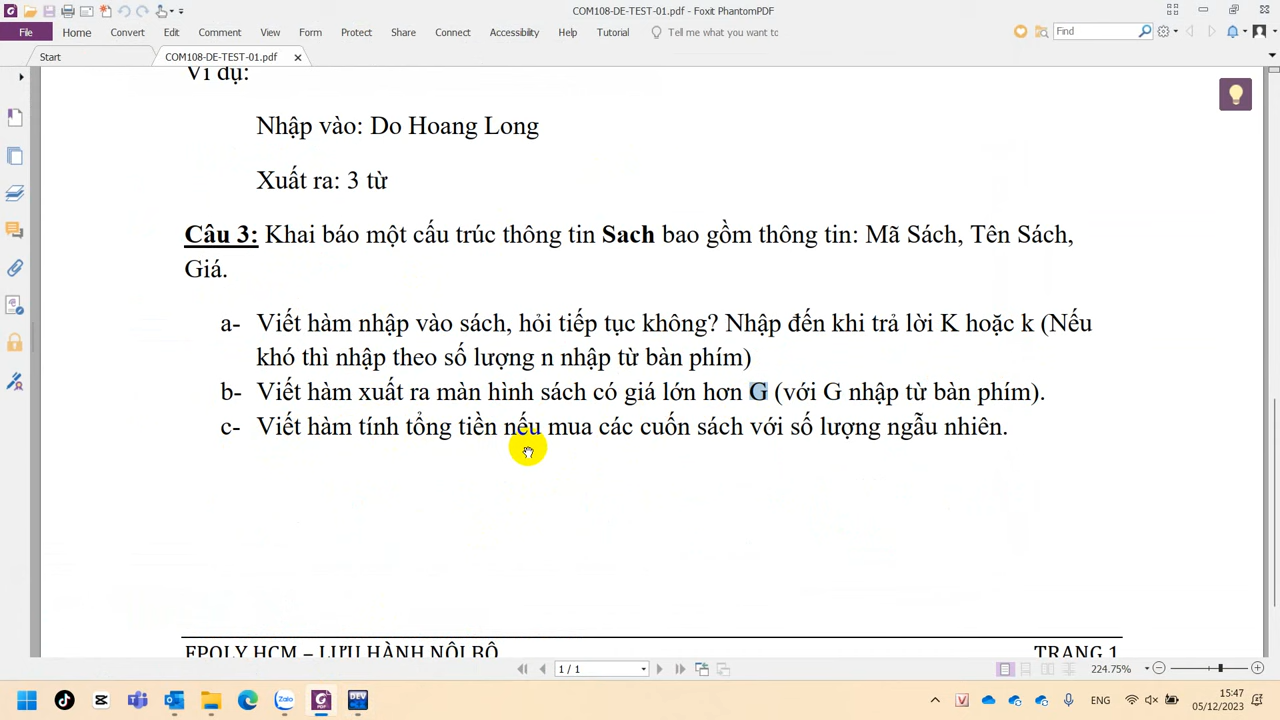 COM108-DE-TEST-01.pdf - Foxit PhantomPDF
File Home Convert Edit Comment View Form Protect Share Connect Accessibility Help Tutorial Tell me what you want to Find
Start COM108-DE-TEST-01.pdf
Ví dụ:
Nhập vào: Do Hoang Long
Xuất ra: 3 từ
Câu 3: Khai báo một cấu trúc thông tin Sach bao gồm thông tin: Mã Sách, Tên Sách,
Giá.
a- Viết hàm nhập vào sách, hỏi tiếp tục không? Nhập đến khi trả lời K hoặc k (Nếu
khó thì nhập theo số lượng n nhập từ bàn phím)
b- Viết hàm xuất ra màn hình sách có giá lớn hơn G (với G nhập từ bàn phím).
c- Viết hàm tính tổng tiền nếu mua các cuốn sách với số lượng ngẫu nhiên.
FPOLY HCM – LƯU HÀNH NỘI BỘ TRANG 1
1 / 1 224.75%
Zalo DEV ENG 15:47
05/12/2023